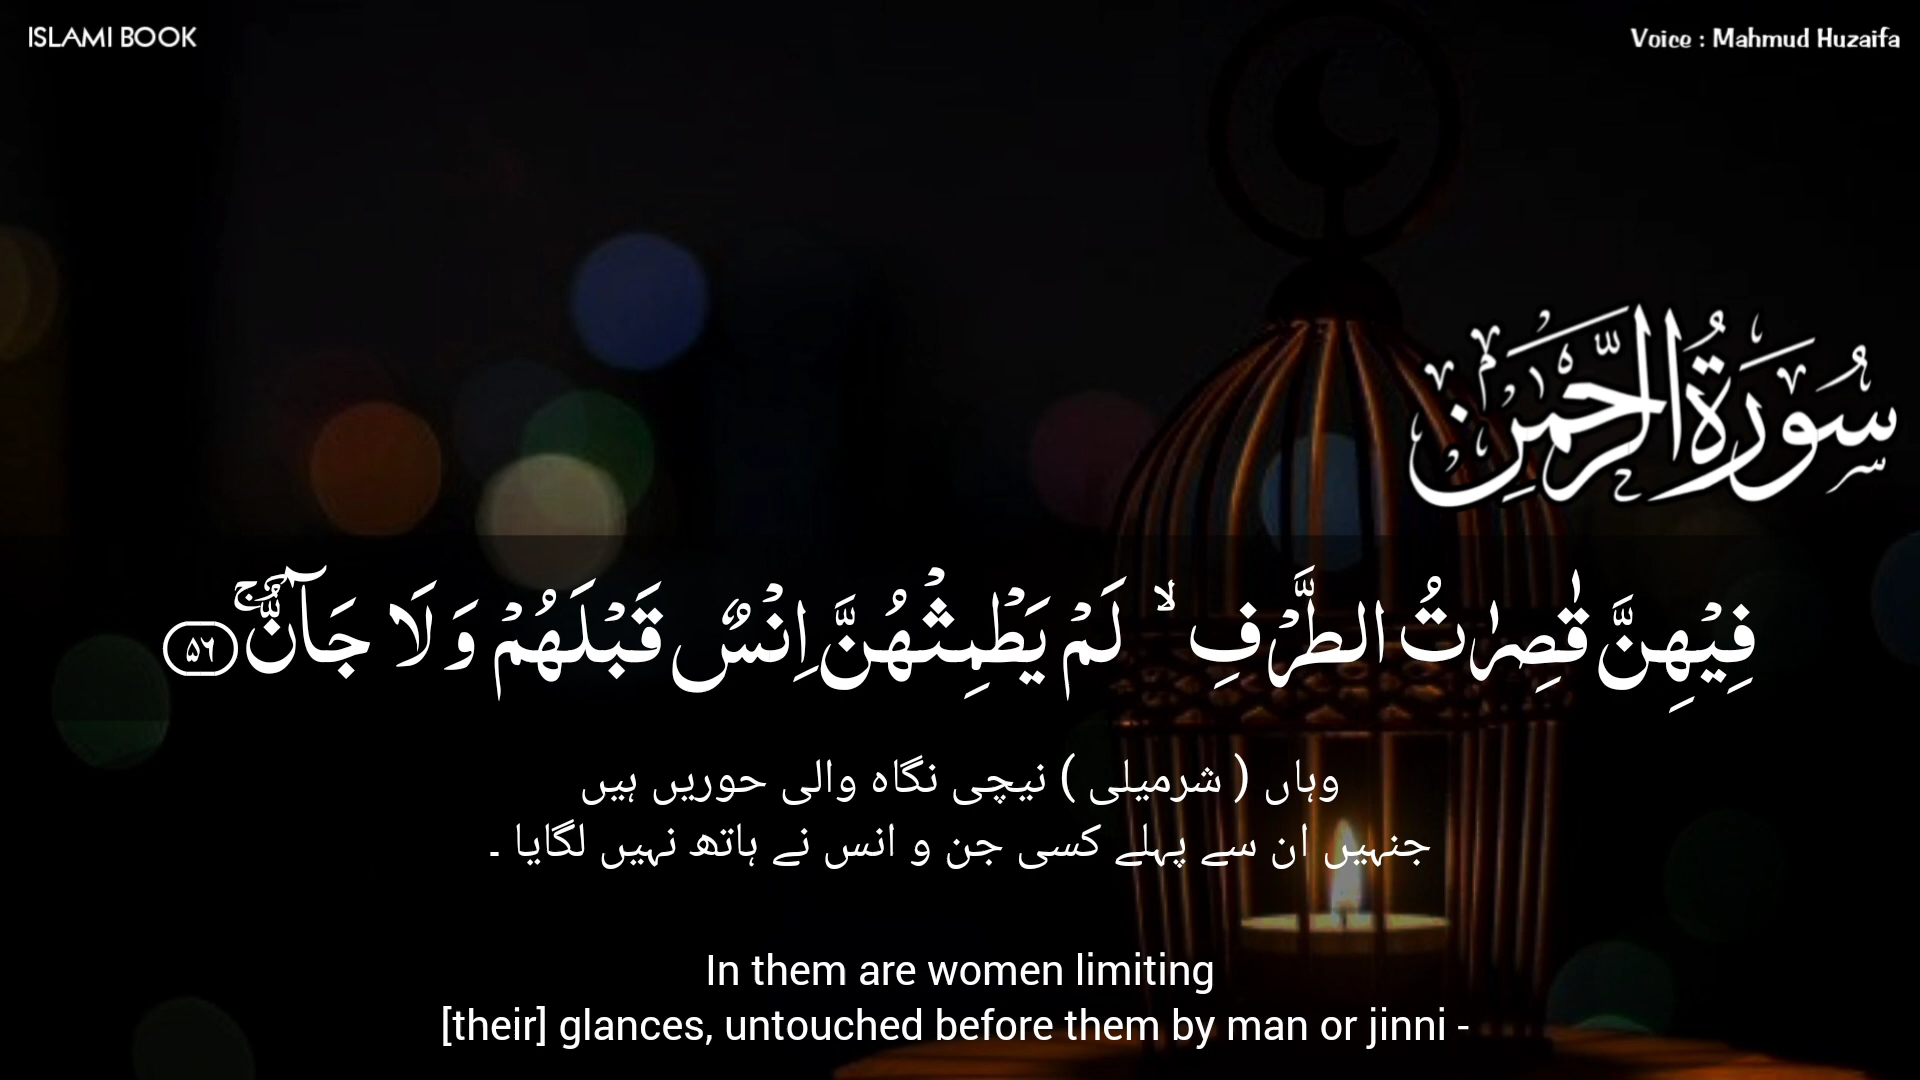 ISLAMI BOOK
Voice : Mahmud Huzaifa
سُورَةُ الرَّحْمٰن
فِيْهِنَّ قٰصِرٰتُ الطَّرْفِ ۙ لَمْ يَطْمِثْهُنَّ اِنْسٌ قَبْلَهُمْ وَ لَا جَآنٌّ ۚ ﴿۵۶﴾
وہاں ( شرمیلی ) نیچی نگاہ والی حوریں ہیں
جنہیں ان سے پہلے کسی جن و انس نے ہاتھ نہیں لگایا ۔
In them are women limiting
[their] glances, untouched before them by man or jinni -